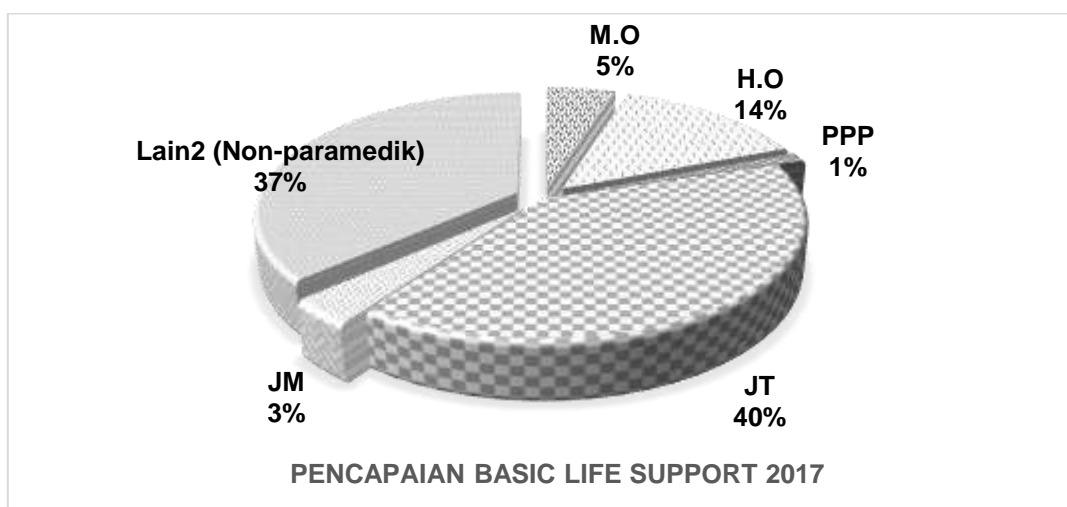 M.O
5%
H.O
14%
PPP
1%
Lain2 (Non-paramedik)
37%
JM
3%
JT
40%
PENCAPAIAN BASIC LIFE SUPPORT 2017